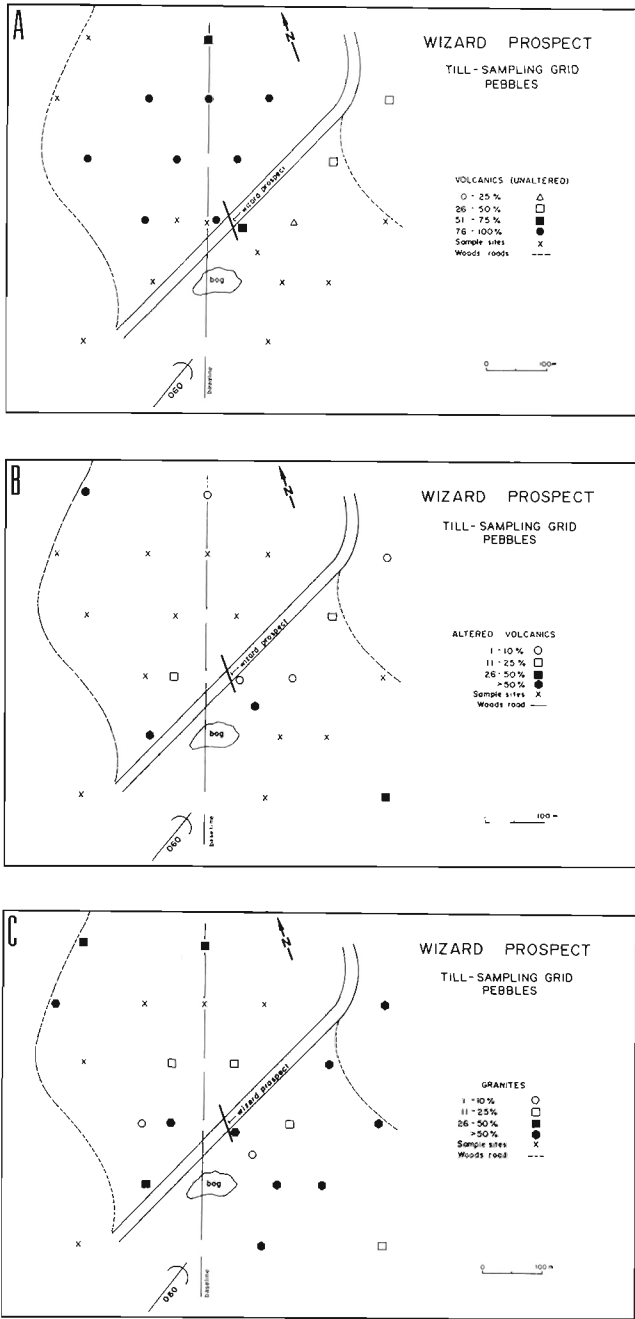 A
N
WIZARD PROSPECT
TILL-SAMPLING GRID
PEBBLES
wizard prospect
VOLCANICS (UNALTERED)
0 - 25 %
26 - 50 %
51 - 75 %
76 - 100 %
Sample sites x
Woods roads
bog
0 100m
060
baseline
B
N
WIZARD PROSPECT
TILL-SAMPLING GRID
PEBBLES
wizard prospect
ALTERED VOLCANICS
1 - 10 %
11 - 25 %
26 - 50 %
>50 %
Sample sites x
Woods road
bog
100 m
060
baseline
C
N
WIZARD PROSPECT
TILL-SAMPLING GRID
PEBBLES
wizard prospect
GRANITES
1 - 10 %
11 - 25 %
26 - 50 %
>50 %
Sample sites x
Woods road
bog
0 100 m
080
baseline